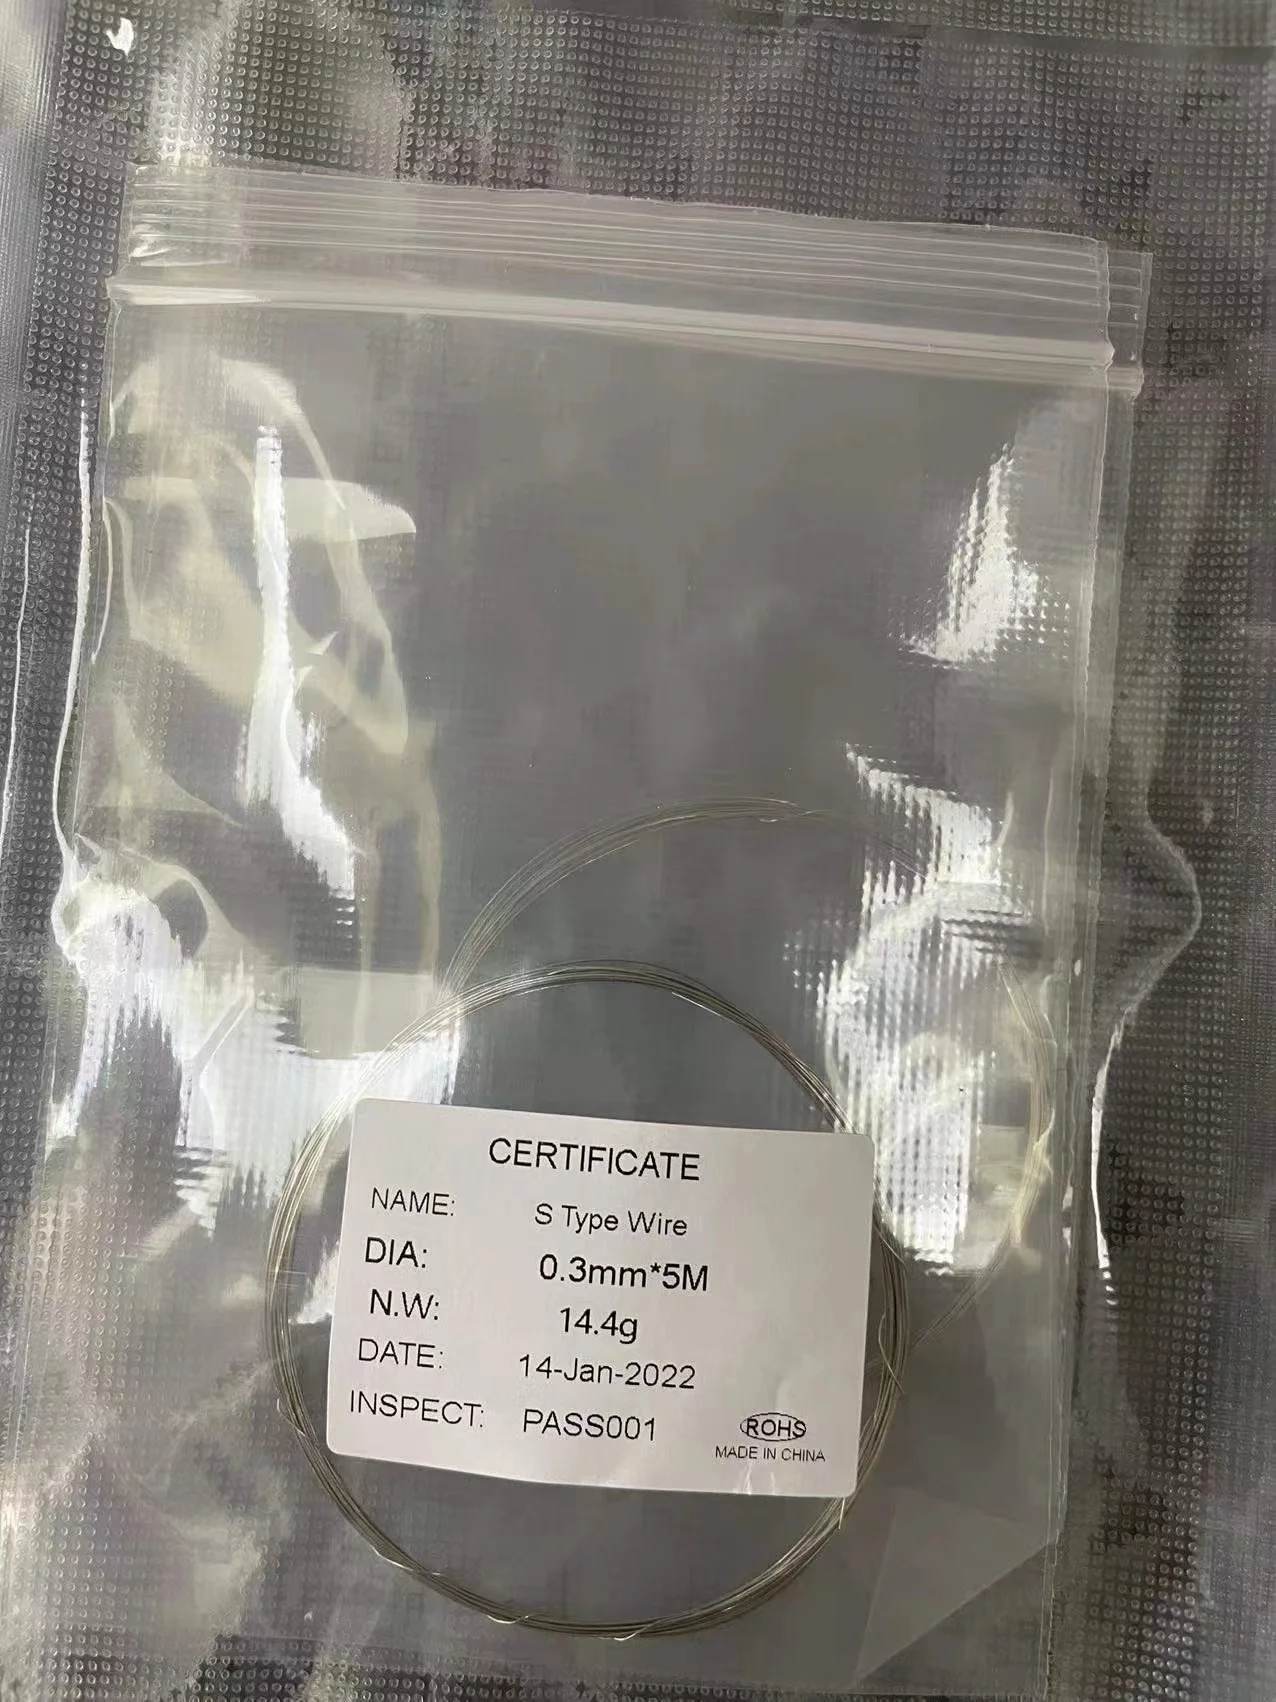 CERTIFICATE
NAME: S Type Wire
DIA: 0.3mm*5M
N.W: 14.4g
DATE: 14-Jan-2022
INSPECT: PASS001
ROHS
MADE IN CHINA